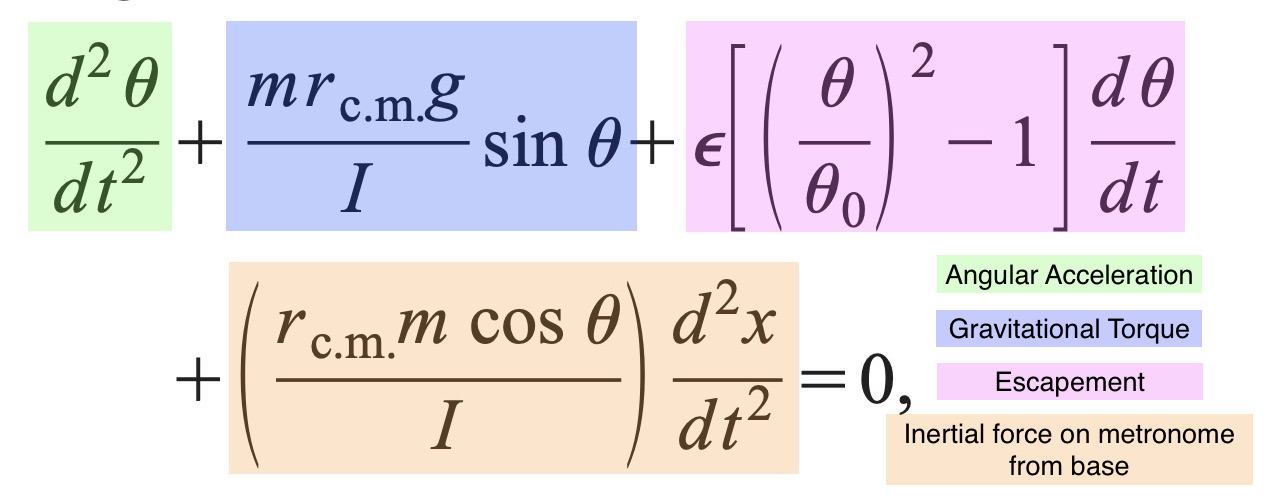 d²θ/dt² + (m r_c.m. g / I) sin θ + ϵ[(θ/θ₀)² − 1] dθ/dt
+ (r_c.m. m cos θ / I) d²x/dt² = 0,
Angular Acceleration
Gravitational Torque
Escapement
Inertial force on metronome
from base